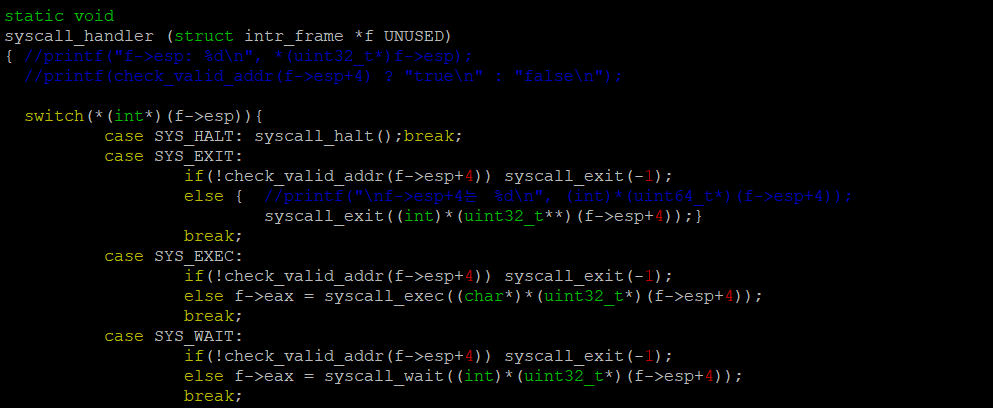 static void
syscall_handler (struct intr_frame *f UNUSED)
{ //printf("f->esp: %d\n", *(uint32_t*)f->esp);
  //printf(check_valid_addr(f->esp+4) ? "true\n" : "false\n");

  switch(*(int*)(f->esp)){
          case SYS_HALT: syscall_halt();break;
          case SYS_EXIT:
                  if(!check_valid_addr(f->esp+4)) syscall_exit(-1);
                  else {  //printf("\nf->esp+4= %d\n", (int)*(uint64_t*)(f->esp+4));
                          syscall_exit((int)*(uint32_t**)(f->esp+4));}
                  break;
          case SYS_EXEC:
                  if(!check_valid_addr(f->esp+4)) syscall_exit(-1);
                  else f->eax = syscall_exec((char*)*(uint32_t*)(f->esp+4));
                  break;
          case SYS_WAIT:
                  if(!check_valid_addr(f->esp+4)) syscall_exit(-1);
                  else f->eax = syscall_wait((int)*(uint32_t*)(f->esp+4));
                  break;